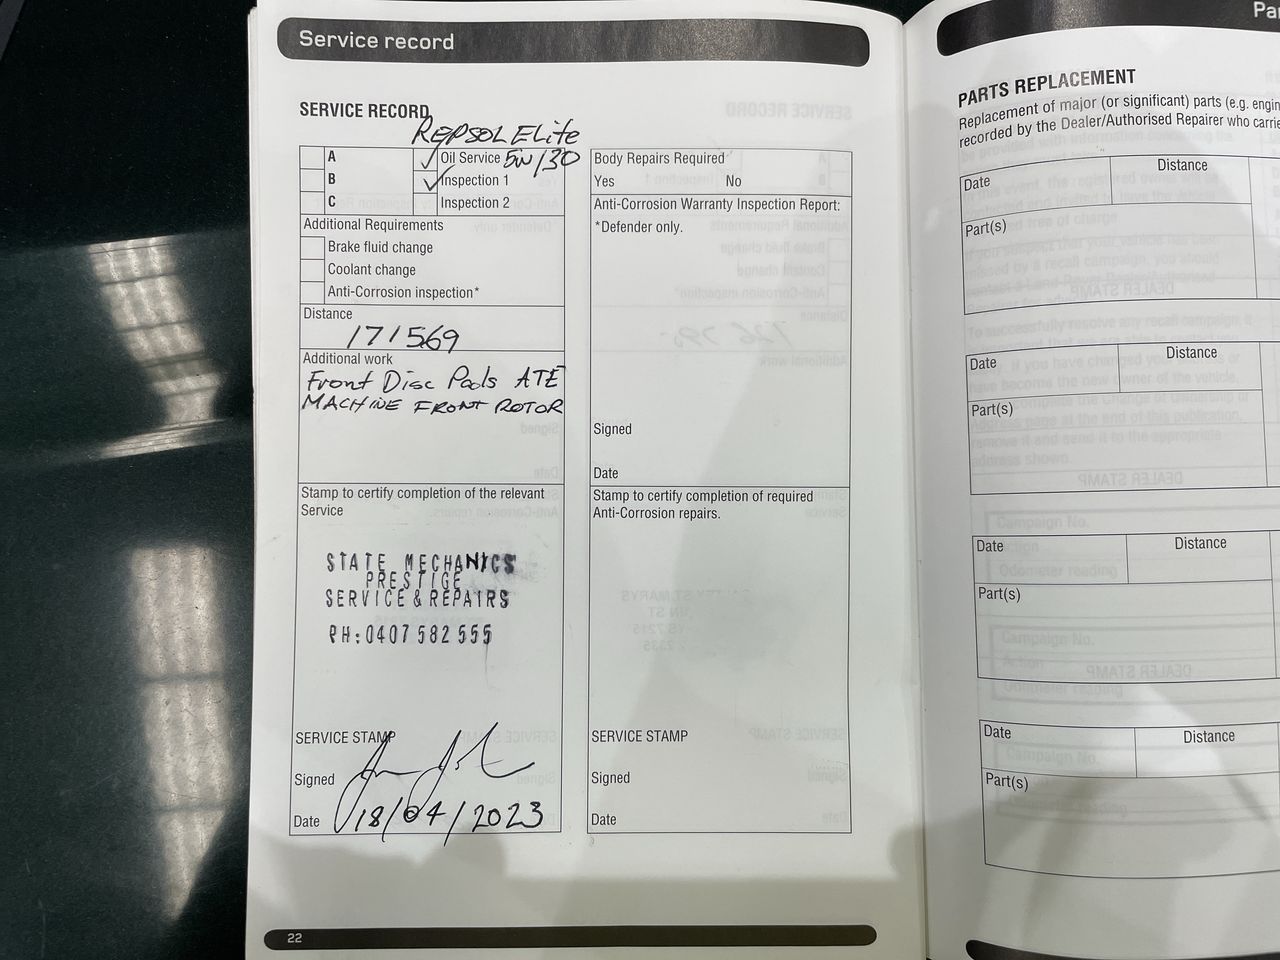 Service record
SERVICE RECORD
REPSOL Elite
A
Oil Service 5W/30
B
Inspection 1
C
Inspection 2
Additional Requirements
Brake fluid change
Coolant change
Anti-Corrosion inspection*
Distance
171569
Additional work
Front Disc Pads ATE
MACHINE FRONT ROTOR
Stamp to certify completion of the relevant
Service
STATE MECHANICS
PRESTIGE
SERVICE & REPAIRS
PH:0407 582 555
SERVICE STAMP
Signed
Date 18/04/2023
Body Repairs Required
Yes No
Anti-Corrosion Warranty Inspection Report:
*Defender only.
Signed
Date
Stamp to certify completion of required
Anti-Corrosion repairs.
SERVICE STAMP
Signed
Date
22
PARTS REPLACEMENT
Replacement of major (or significant) parts (e.g.
recorded by the Dealer/Authorised Repairer who
Date Distance
Part(s)
Date Distance
Part(s)
Date Distance
Part(s)
Date Distance
Part(s)